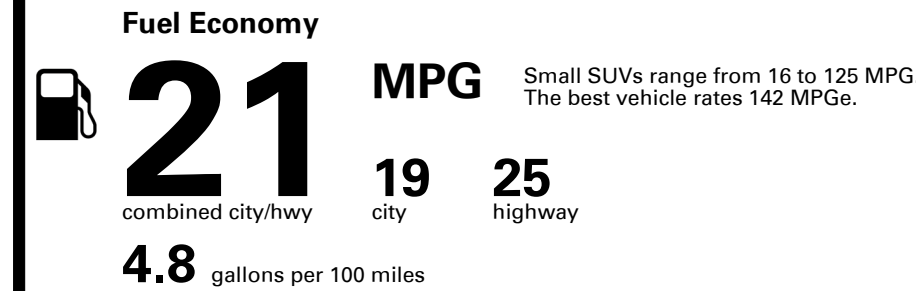 Fuel Economy
21 MPG
Small SUVs range from 16 to 125 MPG
The best vehicle rates 142 MPGe.
19 25
combined city/hwy city highway
4.8 gallons per 100 miles